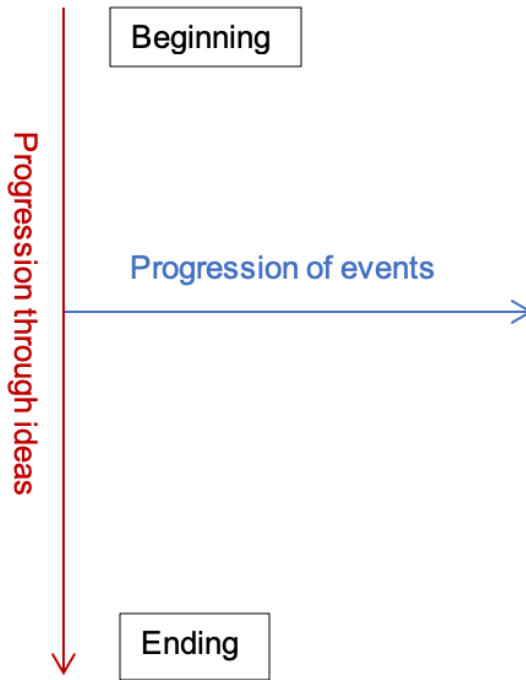 Beginning
Progression through ideas
Progression of events
Ending